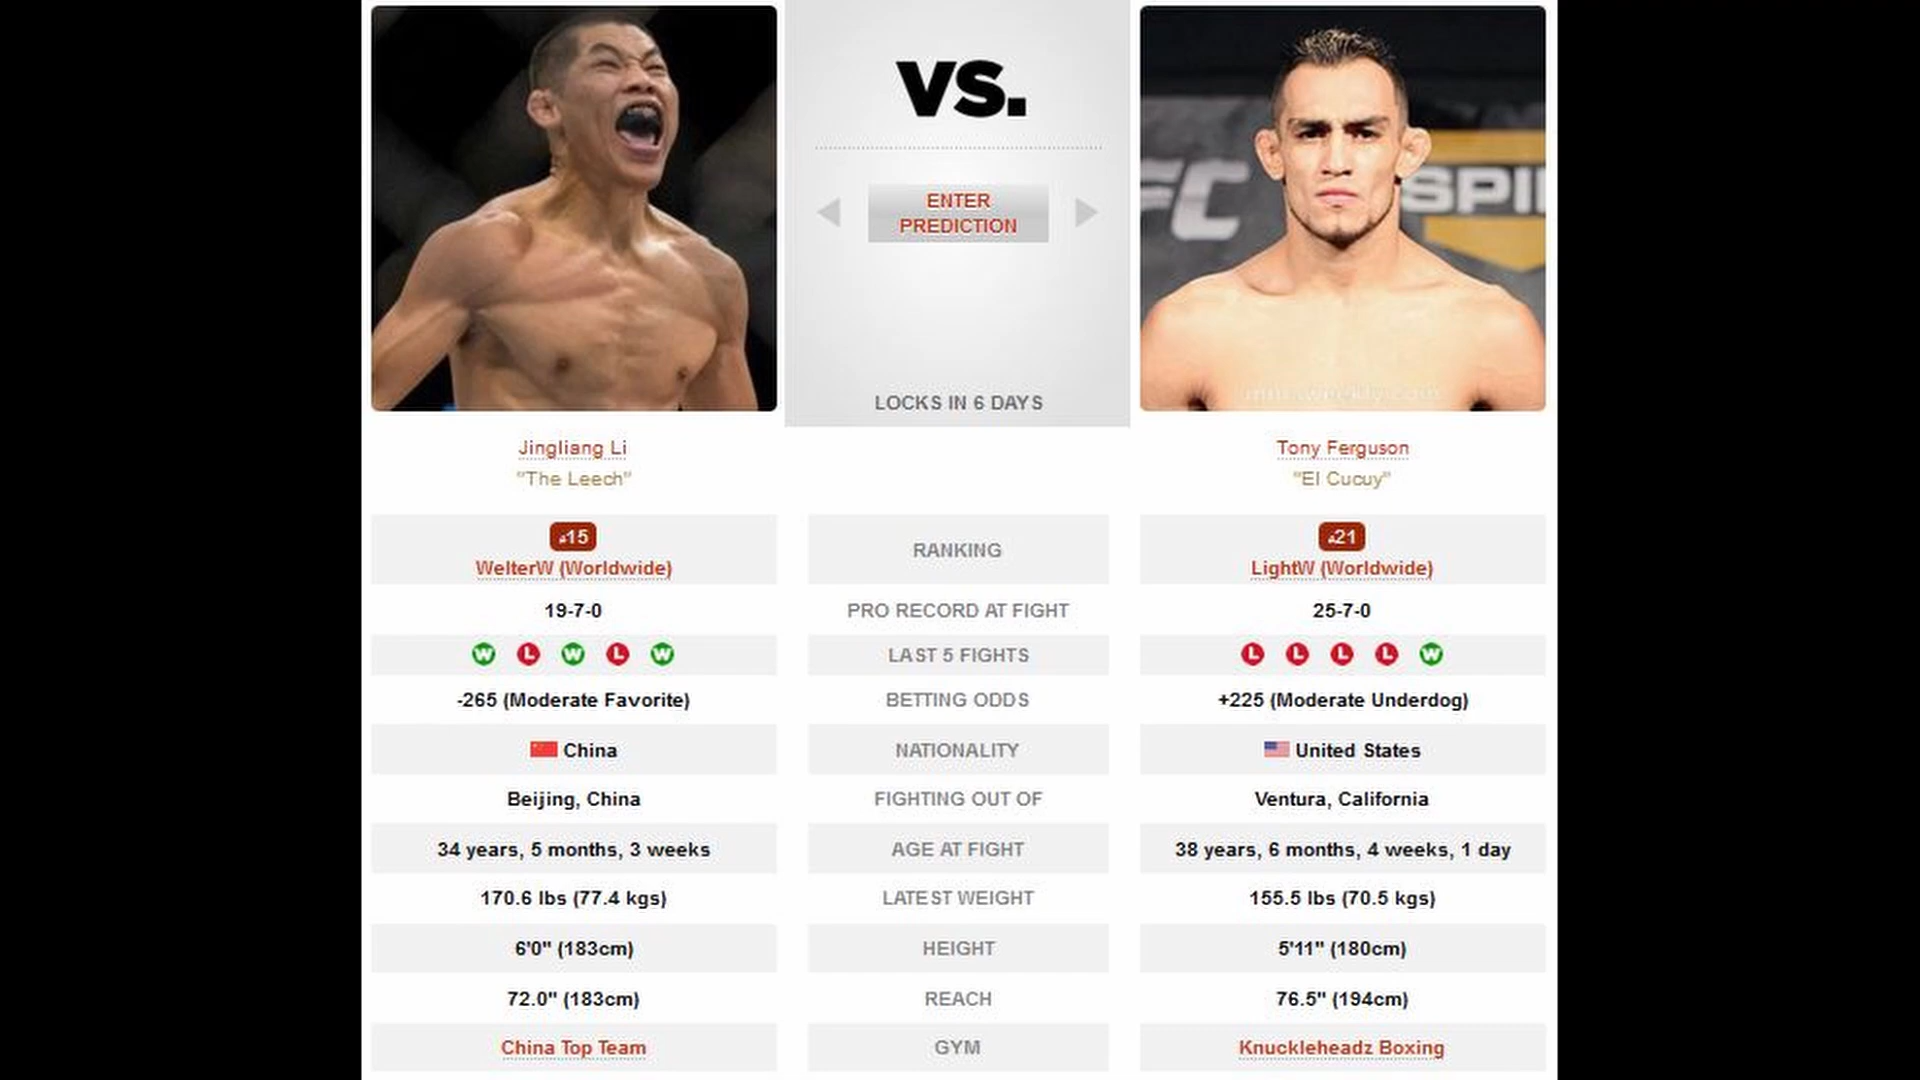 VS.
ENTER
PREDICTION
LOCKS IN 6 DAYS
FC
SPI
mmaweekly.com
Jingliang Li
"The Leech"
Tony Ferguson
"El Cucuy"
15
WelterW (Worldwide)
RANKING
21
LightW (Worldwide)
19-7-0
PRO RECORD AT FIGHT
25-7-0
W L W L W
LAST 5 FIGHTS
L L L L W
-265 (Moderate Favorite)
BETTING ODDS
+225 (Moderate Underdog)
China
NATIONALITY
United States
Beijing, China
FIGHTING OUT OF
Ventura, California
34 years, 5 months, 3 weeks
AGE AT FIGHT
38 years, 6 months, 4 weeks, 1 day
170.6 lbs (77.4 kgs)
LATEST WEIGHT
155.5 lbs (70.5 kgs)
6'0" (183cm)
HEIGHT
5'11" (180cm)
72.0" (183cm)
REACH
76.5" (194cm)
China Top Team
GYM
Knuckleheadz Boxing